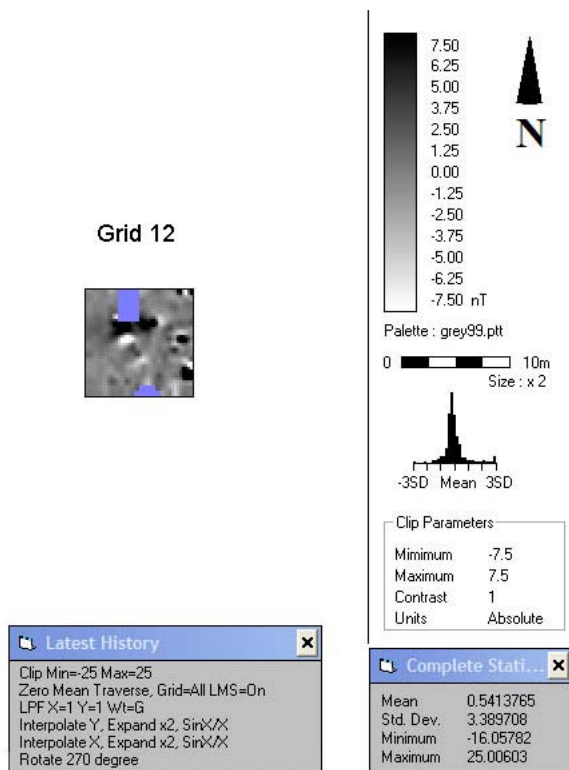 7.50
6.25
5.00
3.75
2.50
1.25
0.00
-1.25
-2.50
-3.75
-5.00
-6.25
-7.50 nT
N
Grid 12
Palette : grey99.ptt
0 10m
Size : x 2
-3SD Mean 3SD
Clip Parameters
Mimimum -7.5
Maximum 7.5
Contrast 1
Units Absolute
Latest History
Clip Min=-25 Max=25
Zero Mean Traverse, Grid=All LMS=On
LPF X=1 Y=1 Wt=G
Interpolate Y, Expand x2, SinX/X
Interpolate X, Expand x2, SinX/X
Rotate 270 degree
Complete Stati...
Mean 0.5413765
Std. Dev. 3.389708
Minimum -16.05782
Maximum 25.00603